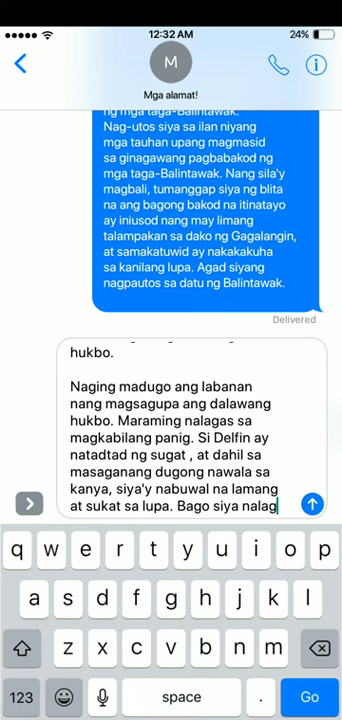 12:32 AM
24%
M
Mga alamat!
ng mga taga-Balintawak.
Nag-utos siya sa ilan niyang
mga tauhan upang magmasid
sa ginagawang pagbabakod ng
mga taga-Balintawak. Nang sila'y
magbali, tumanggap siya ng blita
na ang bagong bakod na itinatayo
ay iniusod nang may limang
talampakan sa dako ng Gagalangin,
at samakatuwid ay nakakakuha
sa kanilang lupa. Agad siyang
nagpautos sa datu ng Balintawak.
Delivered
hukbo.
Naging madugo ang labanan
nang magsagupa ang dalawang
hukbo. Maraming nalagas sa
magkabilang panig. Si Delfin ay
natadtad ng sugat , at dahil sa
masaganang dugong nawala sa
kanya, siya'y nabuwal na lamang
at sukat sa lupa. Bago siya nalag
q w e r t y u i o p
a s d f g h j k l
z x c v b n m
123 space . Go